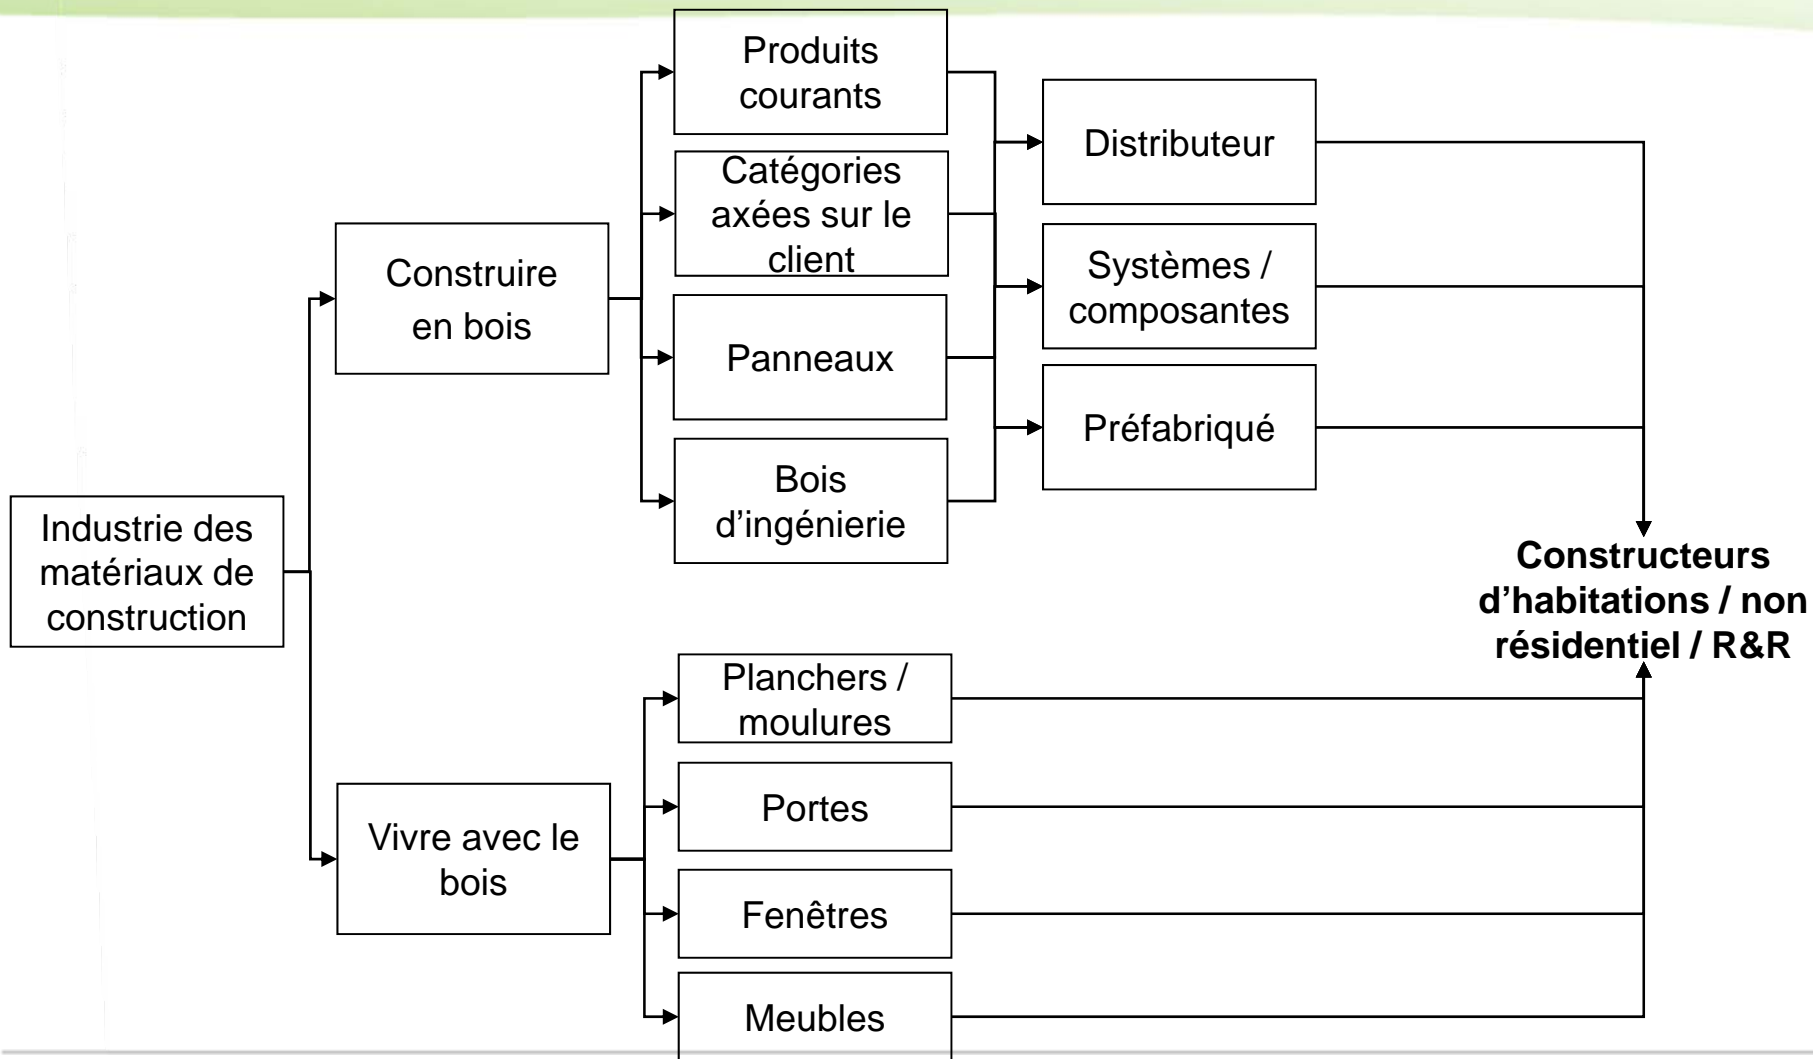 Produits
courants
Catégories
axées sur le
client
Panneaux
Bois
d’ingénierie
Distributeur
Systèmes /
composantes
Préfabriqué
Construire
en bois
Industrie des
matériaux de
construction
Constructeurs
d’habitations / non
résidentiel / R&R
Vivre avec le
bois
Planchers /
moulures
Portes
Fenêtres
Meubles